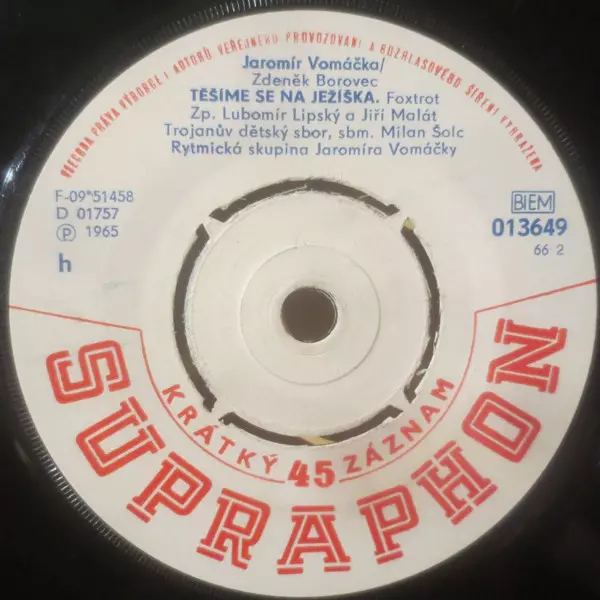 VŠECHNA PRÁVA VÝROBCE I AUTORŮ VEŘEJNÉHO PROVOZOVÁNÍ A ROZHLASOVÉHO ŠÍŘENÍ VYHRAŽENA
Jaromír Vomáčka/
Zdeněk Borovec
TĚŠÍME SE NA JEŽÍŠKA. Foxtrot
Zp. Lubomír Lipský a Jiří Malát
Trojanův dětský sbor, sbm. Milan Šolc
Rytmická skupina Jaromíra Vomáčky
F-09*51458
D 01757
Ⓟ 1965
h
BIEM
013649
66 2
KRÁTKÝ 45 ZÁZNAM
SUPRAPHON